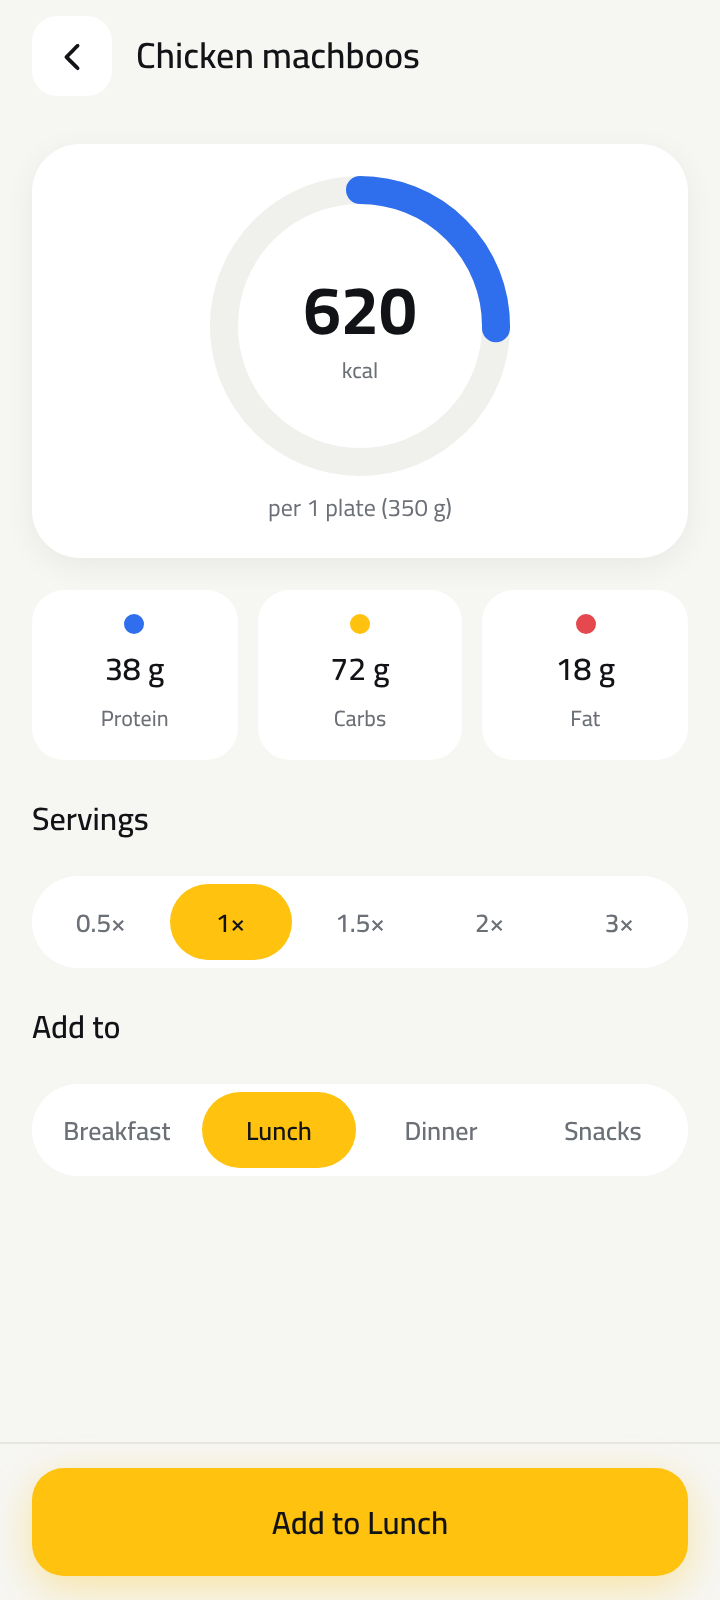 Chicken machboos
620
kcal
per 1 plate (350 g)
38 g
Protein
72 g
Carbs
18 g
Fat
Servings
0.5×
1×
1.5×
2×
3×
Add to
Breakfast
Lunch
Dinner
Snacks
Add to Lunch